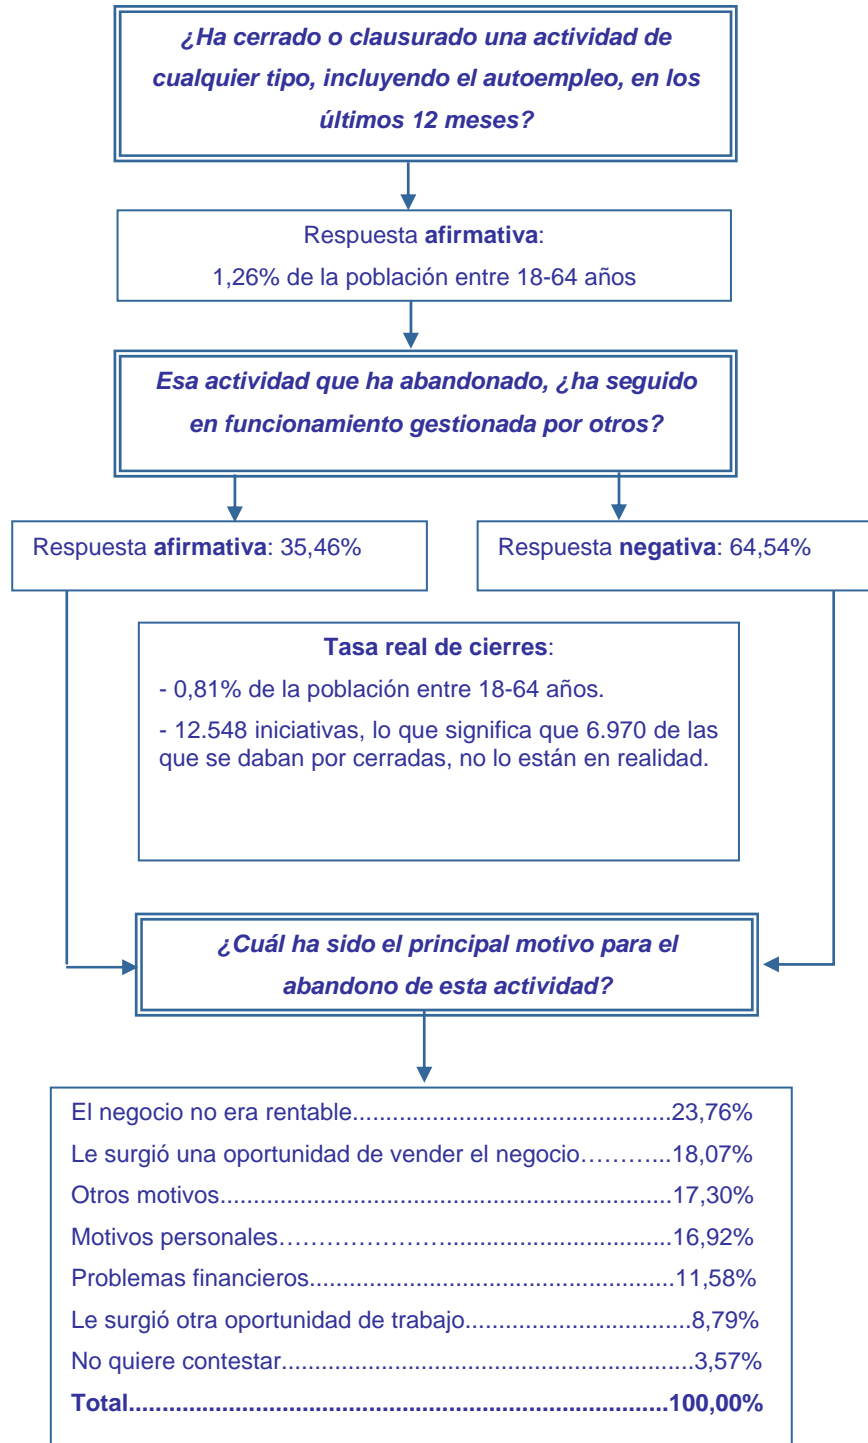 ¿Ha cerrado o clausurado una actividad de
cualquier tipo, incluyendo el autoempleo, en los
últimos 12 meses?
Respuesta afirmativa:
1,26% de la población entre 18-64 años
Esa actividad que ha abandonado, ¿ha seguido
en funcionamiento gestionada por otros?
Respuesta afirmativa: 35,46%
Respuesta negativa: 64,54%
Tasa real de cierres:
- 0,81% de la población entre 18-64 años.
- 12.548 iniciativas, lo que significa que 6.970 de las
que se daban por cerradas, no lo están en realidad.
¿Cuál ha sido el principal motivo para el
abandono de esta actividad?
El negocio no era rentable................................................23,76%
Le surgió una oportunidad de vender el negocio………....18,07%
Otros motivos....................................................................17,30%
Motivos personales…………………...................................16,92%
Problemas financieros.......................................................11,58%
Le surgió otra oportunidad de trabajo..................................8,79%
No quiere contestar..............................................................3,57%
Total.................................................................................100,00%